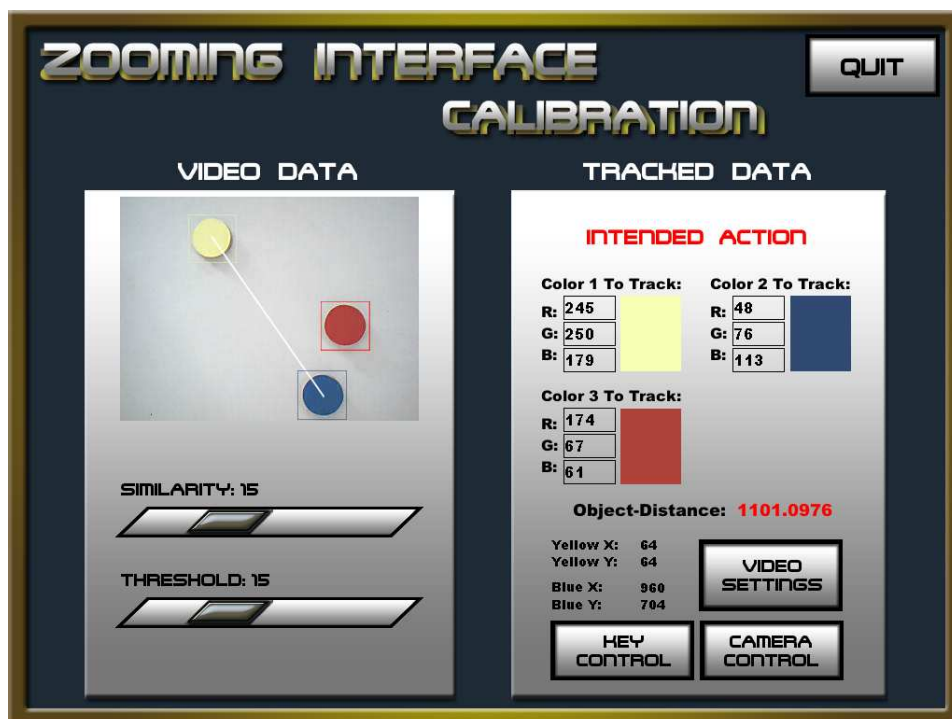 ZOOMING INTERFACE
CALIBRATION
QUIT
VIDEO DATA
SIMILARITY: 15
THRESHOLD: 15
TRACKED DATA
INTENDED ACTION
Color 1 To Track:
R: 245
G: 250
B: 179
Color 2 To Track:
R: 48
G: 76
B: 113
Color 3 To Track:
R: 174
G: 67
B: 61
Object-Distance: 1101.0976
Yellow X: 64
Yellow Y: 64
Blue X: 960
Blue Y: 704
VIDEO
SETTINGS
KEY
CONTROL
CAMERA
CONTROL